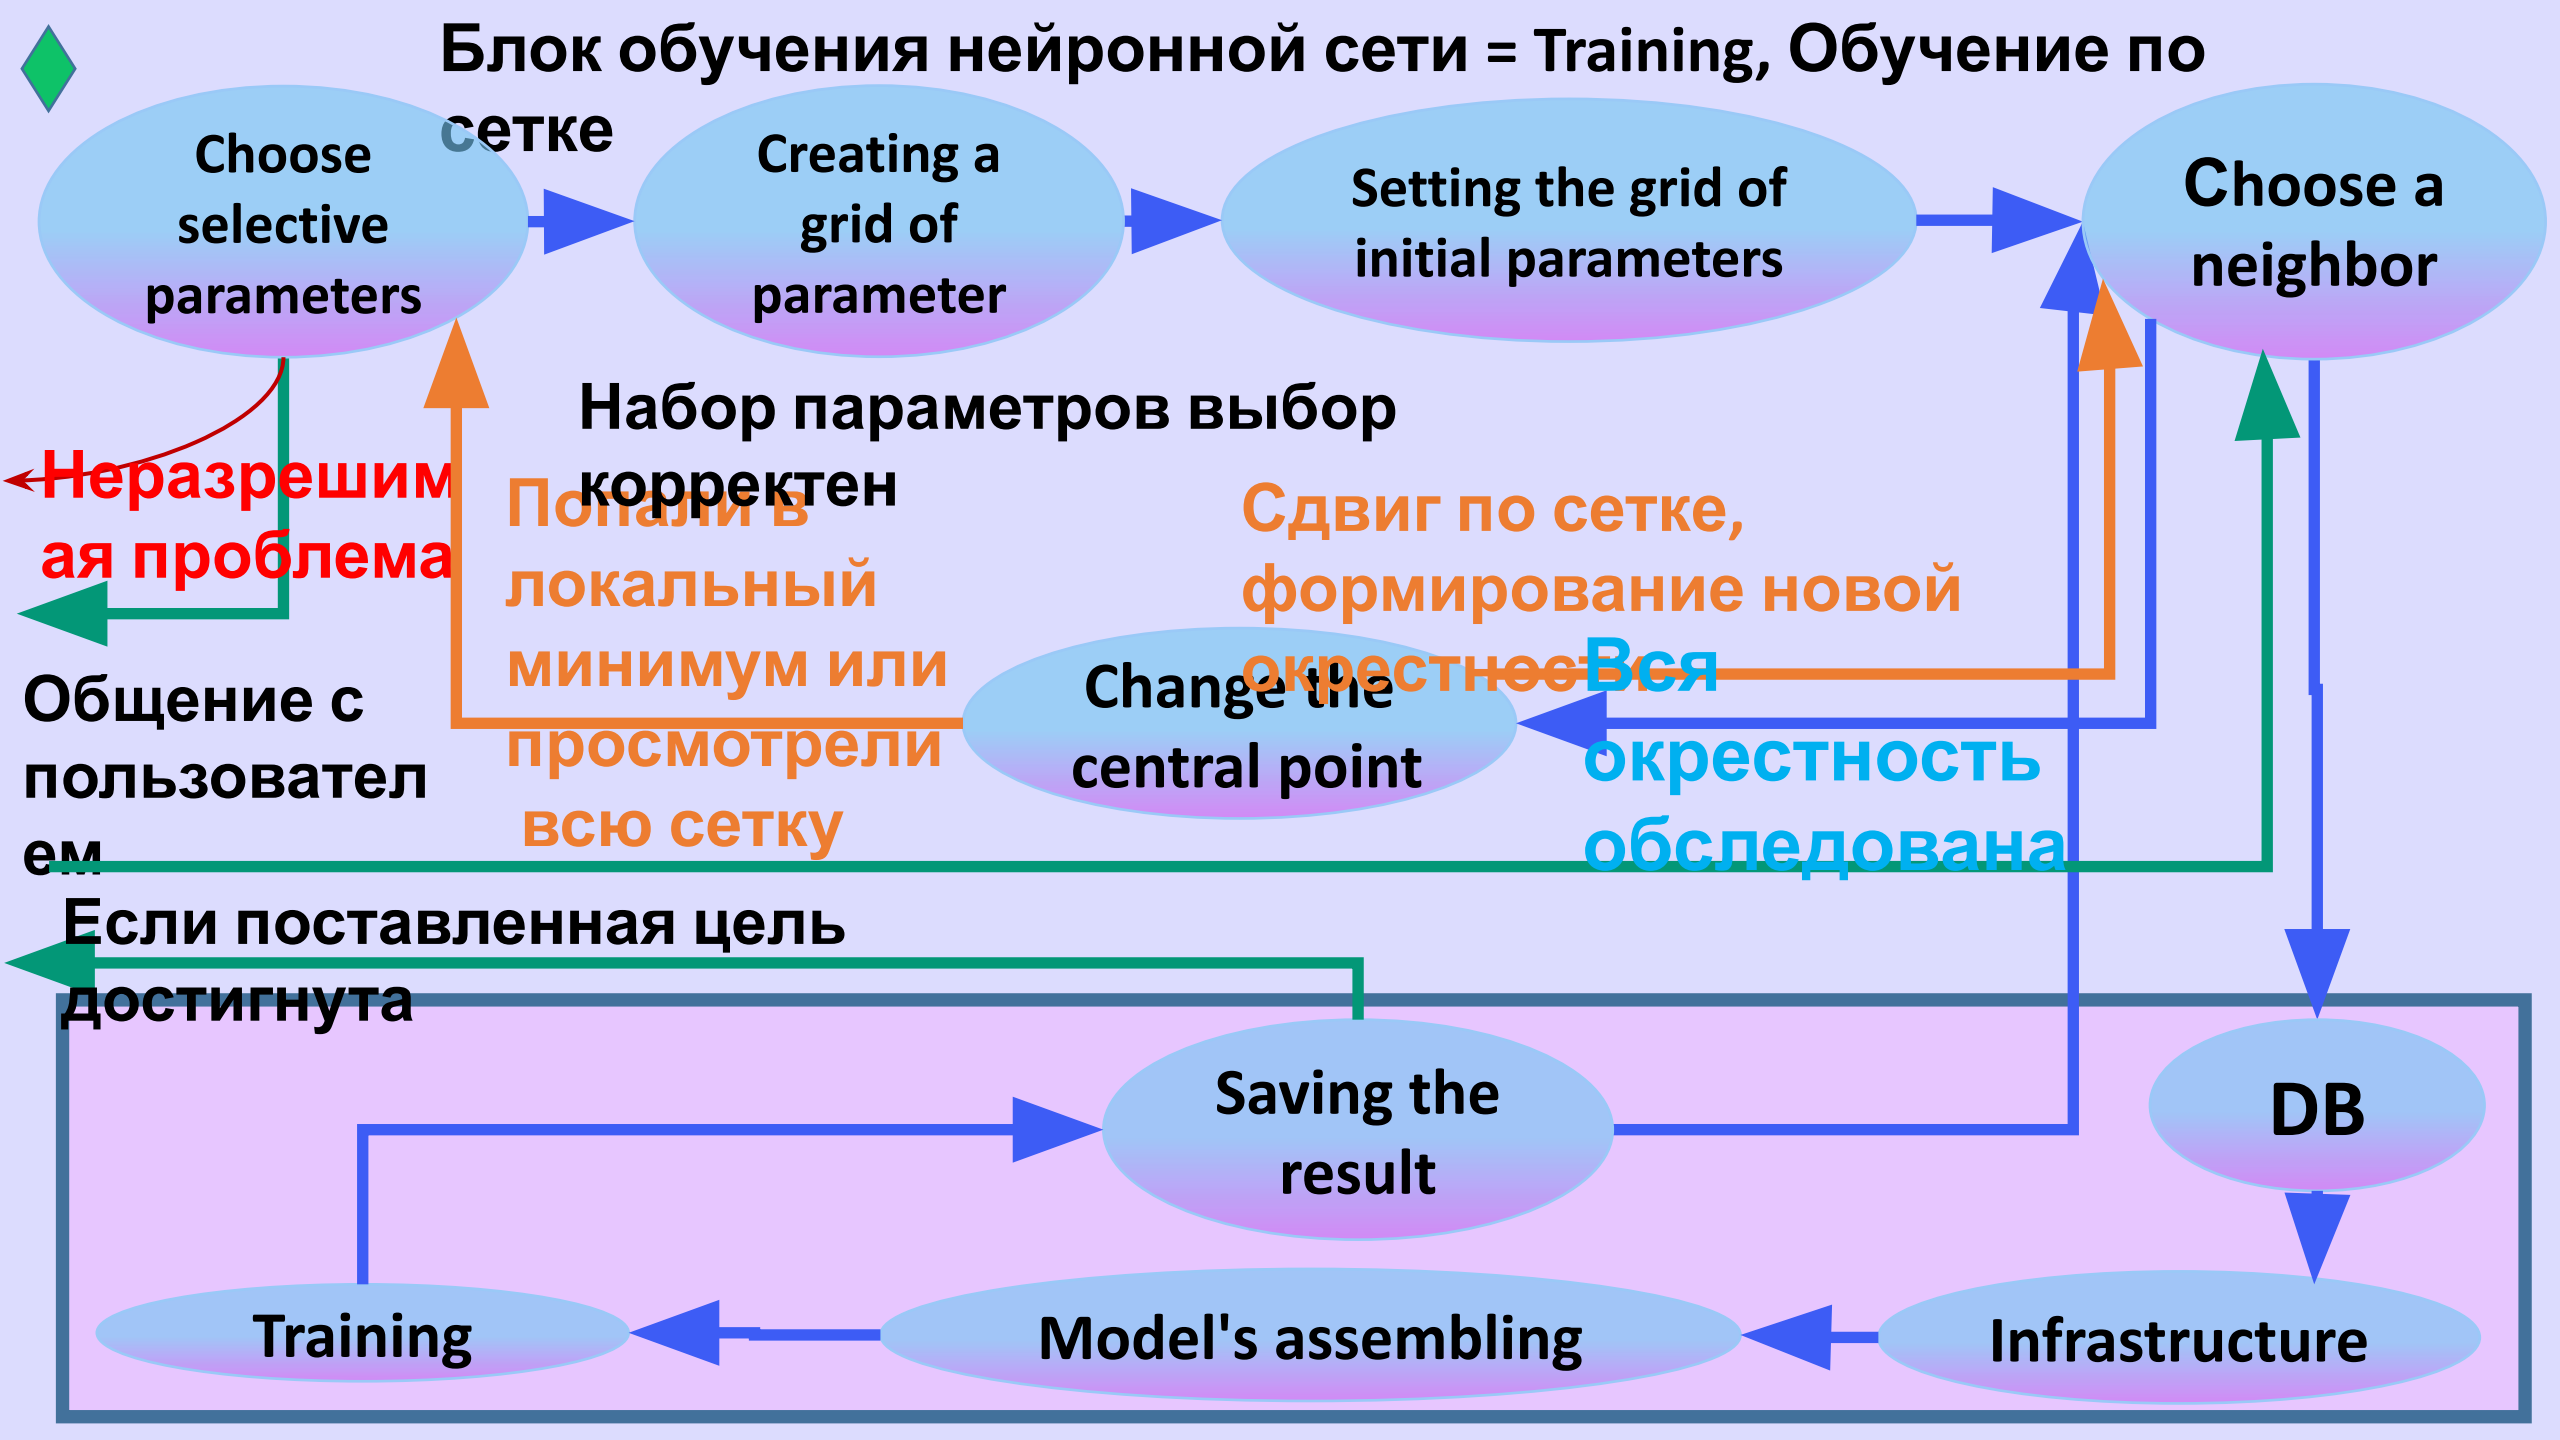 Блок обучения нейронной сети = Training, Обучение по
сетке
Choose
selective
parameters
Creating a
grid of
parameter
Setting the grid of
initial parameters
Choose a
neighbor
Набор параметров выбор
корректен
Неразрешим
ая проблема
Попали в
локальный
минимум или
просмотрели
всю сетку
Сдвиг по сетке,
формирование новой
окрестности
Change the
central point
Вся
окрестность
обследована
Общение с
пользовател
ем
Если поставленная цель
достигнута
Saving the
result
DB
Training
Model's assembling
Infrastructure